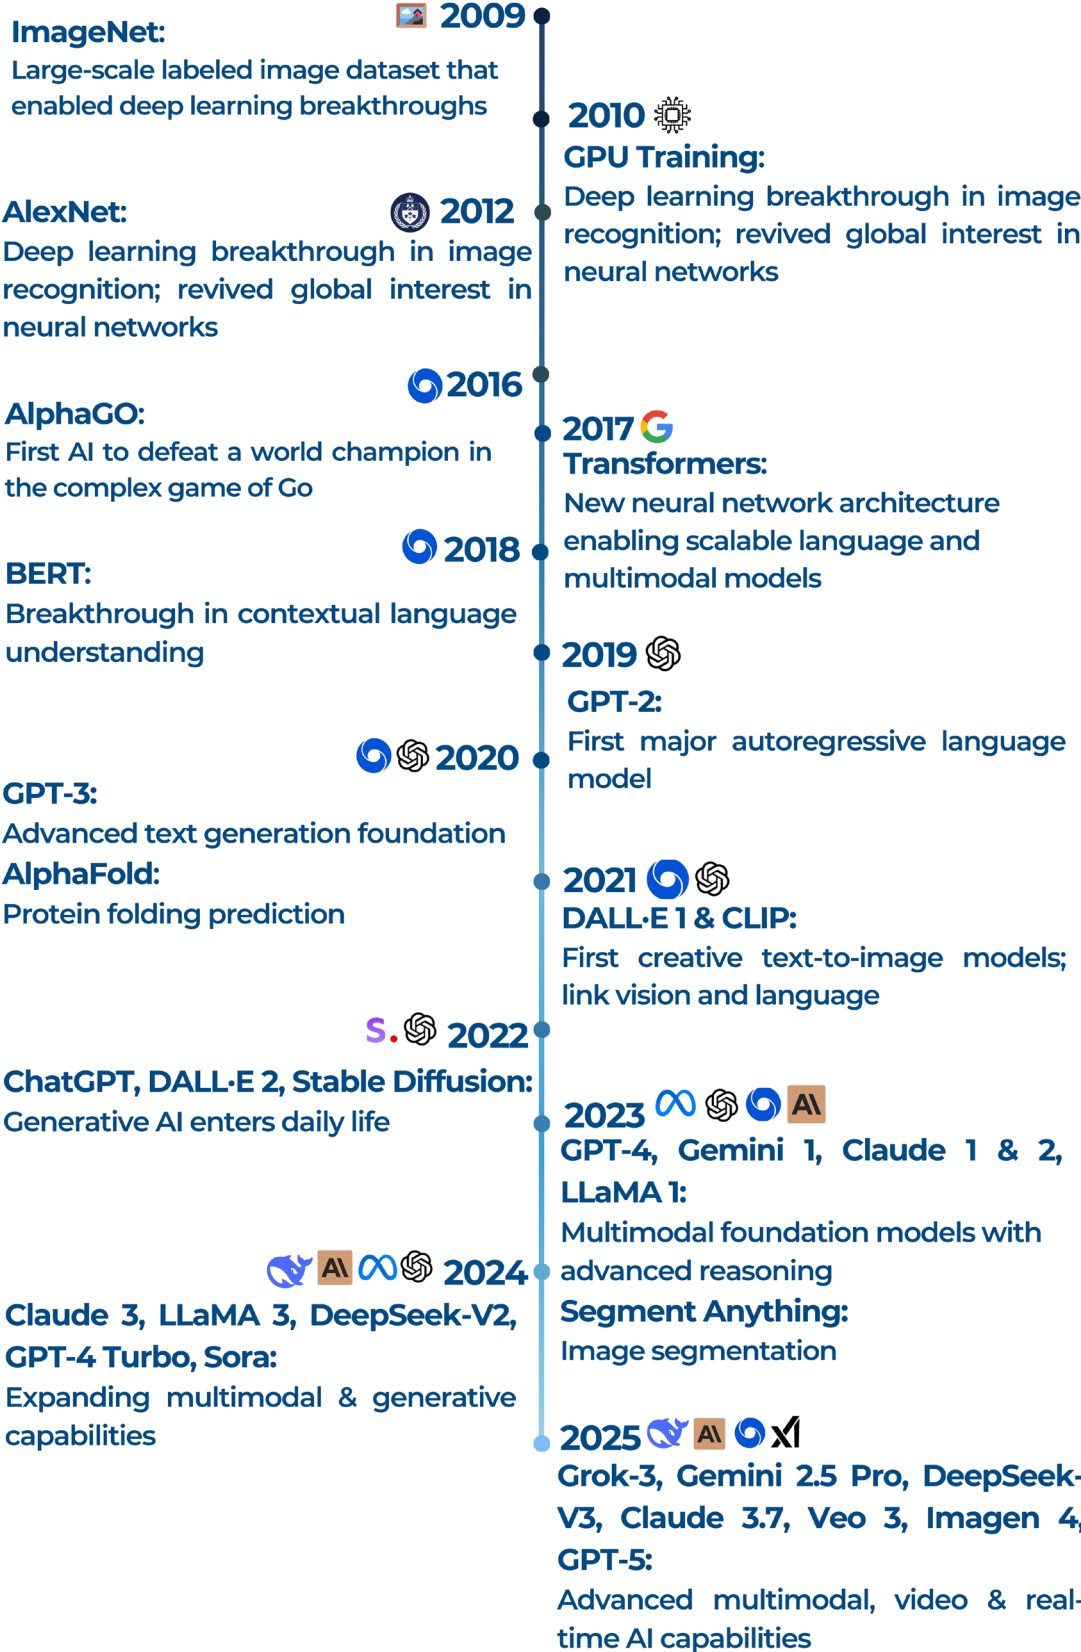 2009
ImageNet:
Large-scale labeled image dataset that
enabled deep learning breakthroughs
2010
GPU Training:
Deep learning breakthrough in image
recognition; revived global interest in
neural networks
2012
AlexNet:
Deep learning breakthrough in image
recognition; revived global interest in
neural networks
2016
AlphaGO:
First AI to defeat a world champion in
the complex game of Go
2017
Transformers:
New neural network architecture
enabling scalable language and
multimodal models
2018
BERT:
Breakthrough in contextual language
understanding
2019
GPT-2:
First major autoregressive language
model
2020
GPT-3:
Advanced text generation foundation
AlphaFold:
Protein folding prediction
2021
DALL·E 1 & CLIP:
First creative text-to-image models;
link vision and language
S. 2022
ChatGPT, DALL·E 2, Stable Diffusion:
Generative AI enters daily life
2023 A\
GPT-4, Gemini 1, Claude 1 & 2,
LLaMA 1:
Multimodal foundation models with
advanced reasoning
Segment Anything:
Image segmentation
A\ 2024
Claude 3, LLaMA 3, DeepSeek-V2,
GPT-4 Turbo, Sora:
Expanding multimodal & generative
capabilities
2025 A\ xI
Grok-3, Gemini 2.5 Pro, DeepSeek-
V3, Claude 3.7, Veo 3, Imagen 4,
GPT-5:
Advanced multimodal, video & real-
time AI capabilities